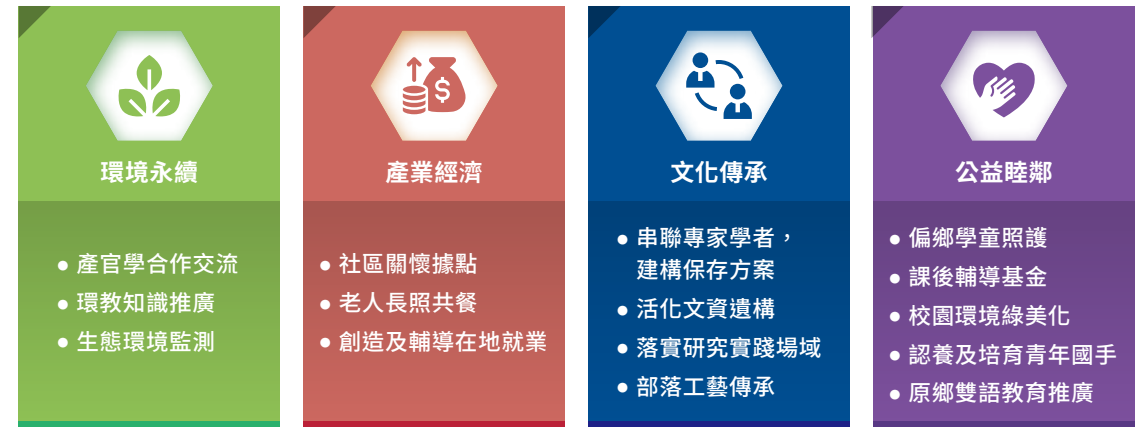 環境永續
● 產官學合作交流
● 環教知識推廣
● 生態環境監測
產業經濟
● 社區關懷據點
● 老人長照共餐
● 創造及輔導在地就業
文化傳承
● 串聯專家學者，
建構保存方案
● 活化文資遺構
● 落實研究實踐場域
● 部落工藝傳承
公益睦鄰
● 偏鄉學童照護
● 課後輔導基金
● 校園環境綠美化
● 認養及培育青年國手
● 原鄉雙語教育推廣